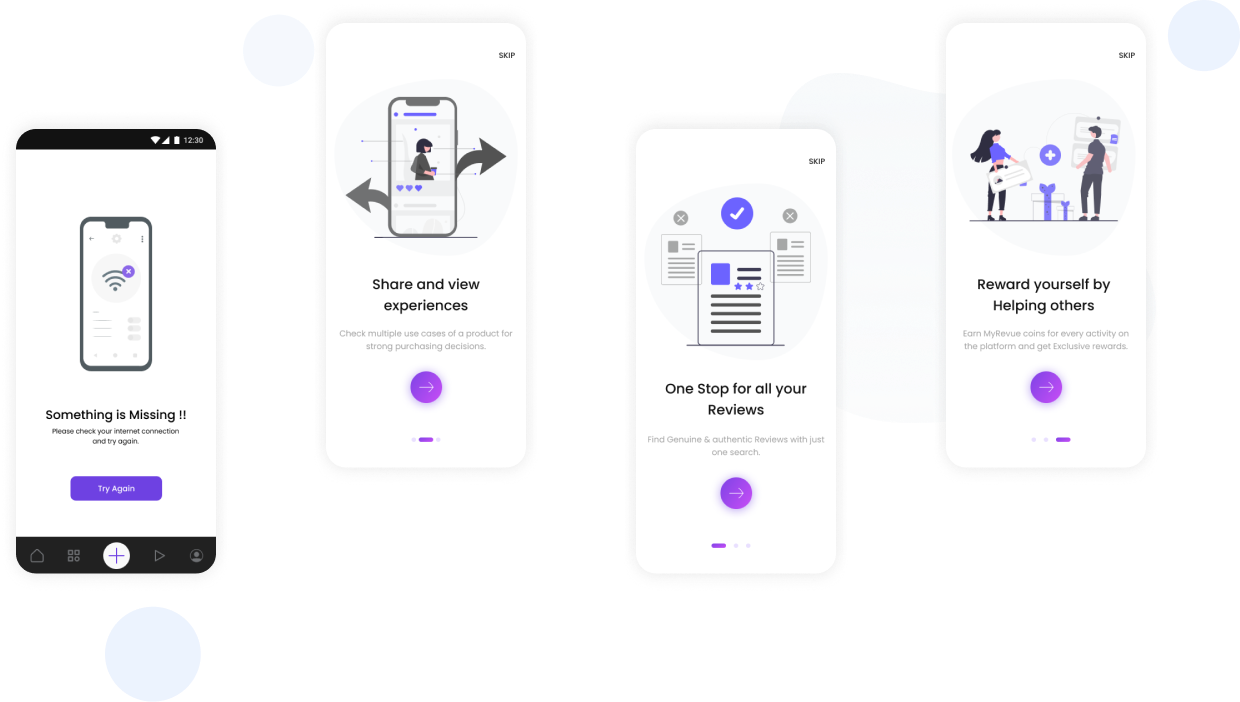 12:30
Something is Missing !!
Please check your internet connection
and try again.
Try Again
SKIP
Share and view
experiences
Check multiple use cases of a product for
strong purchasing decisions.
SKIP
One Stop for all your
Reviews
Find Genuine & authentic Reviews with just
one search.
SKIP
Reward yourself by
Helping others
Earn MyRevue coins for every activity on
the platform and get Exclusive rewards.